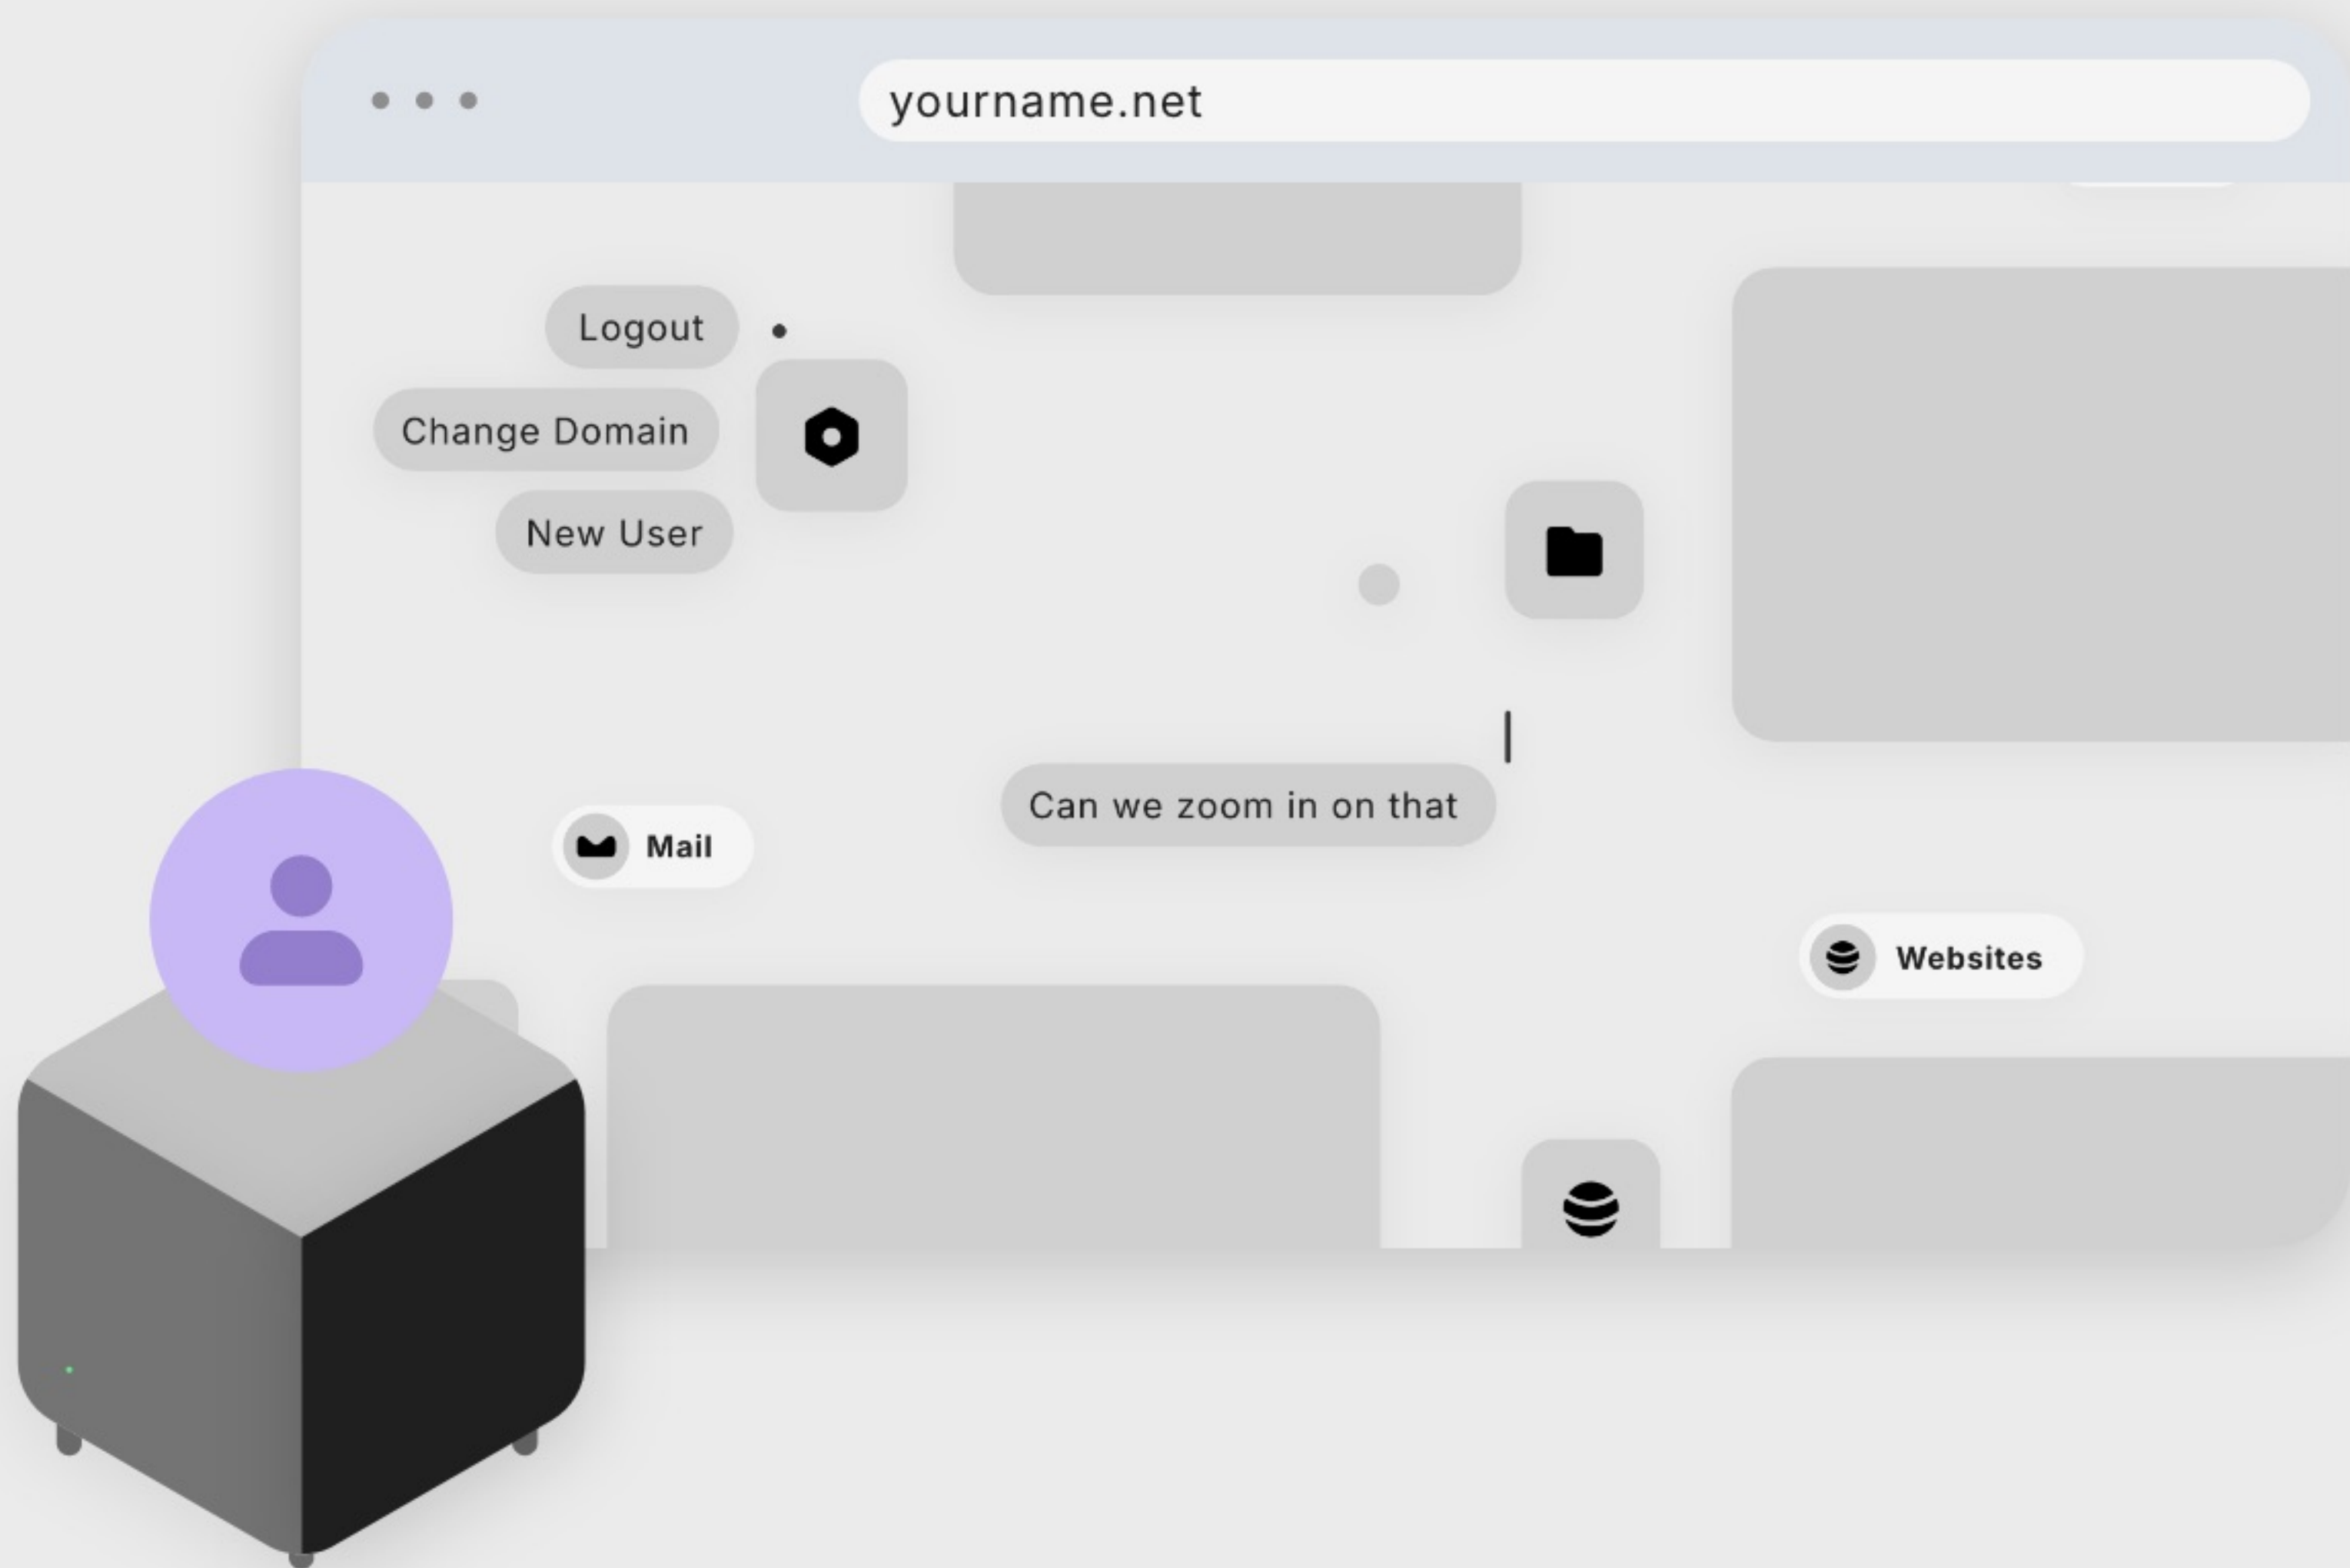 yourname.net
Logout
Change Domain
New User
Can we zoom in on that
Mail
Websites